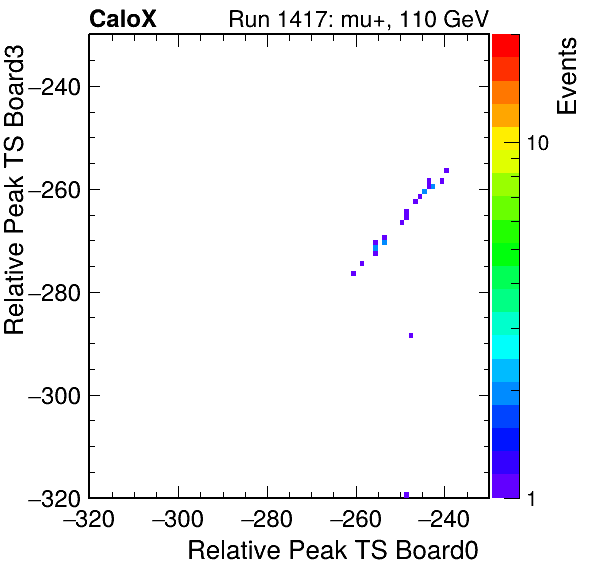 CaloX Run 1417: mu+, 110 GeV
Relative Peak TS Board3
−240
−260
−280
−300
−320
−320 −300 −280 −260 −240
Relative Peak TS Board0
Events
10
1